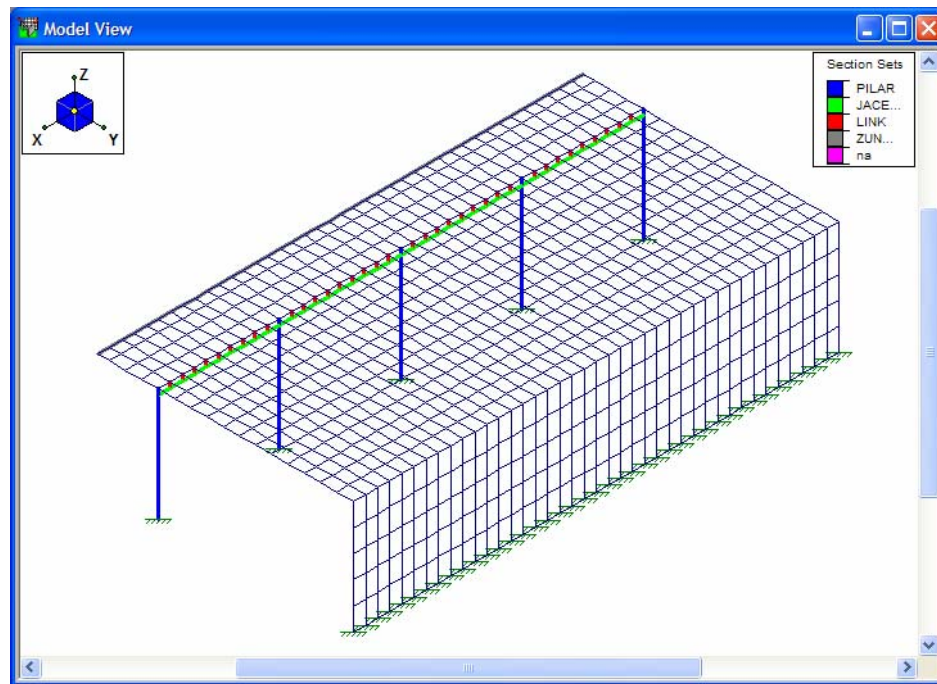 Model View
Z
X
Y
Section Sets
PILAR
JACE...
LINK
ZUN...
na